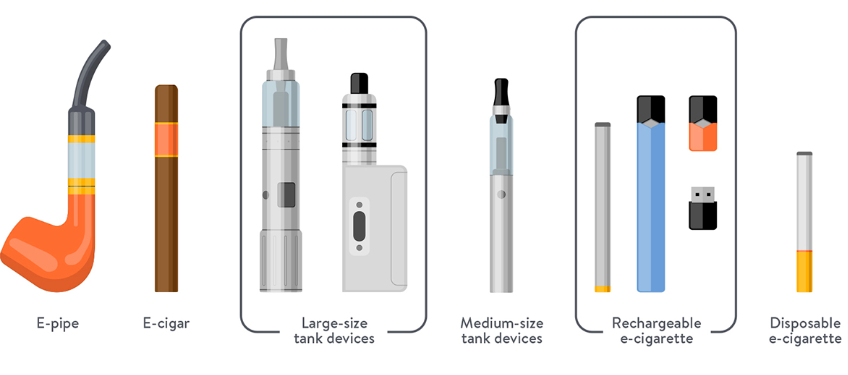 E-pipe
E-cigar
Large-size
tank devices
Medium-size
tank devices
Rechargeable
e-cigarette
Disposable
e-cigarette